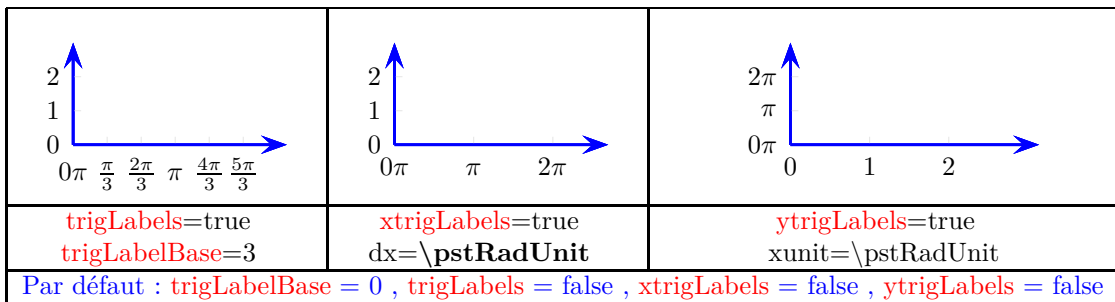 2
1
0
0π π/3 2π/3 π 4π/3 5π/3
2
1
0
0π π 2π
2π
π
0π
0 1 2
trigLabels=true
trigLabelBase=3
xtrigLabels=true
dx=\pstRadUnit
ytrigLabels=true
xunit=\pstRadUnit
Par défaut : trigLabelBase = 0 , trigLabels = false , xtrigLabels = false , ytrigLabels = false